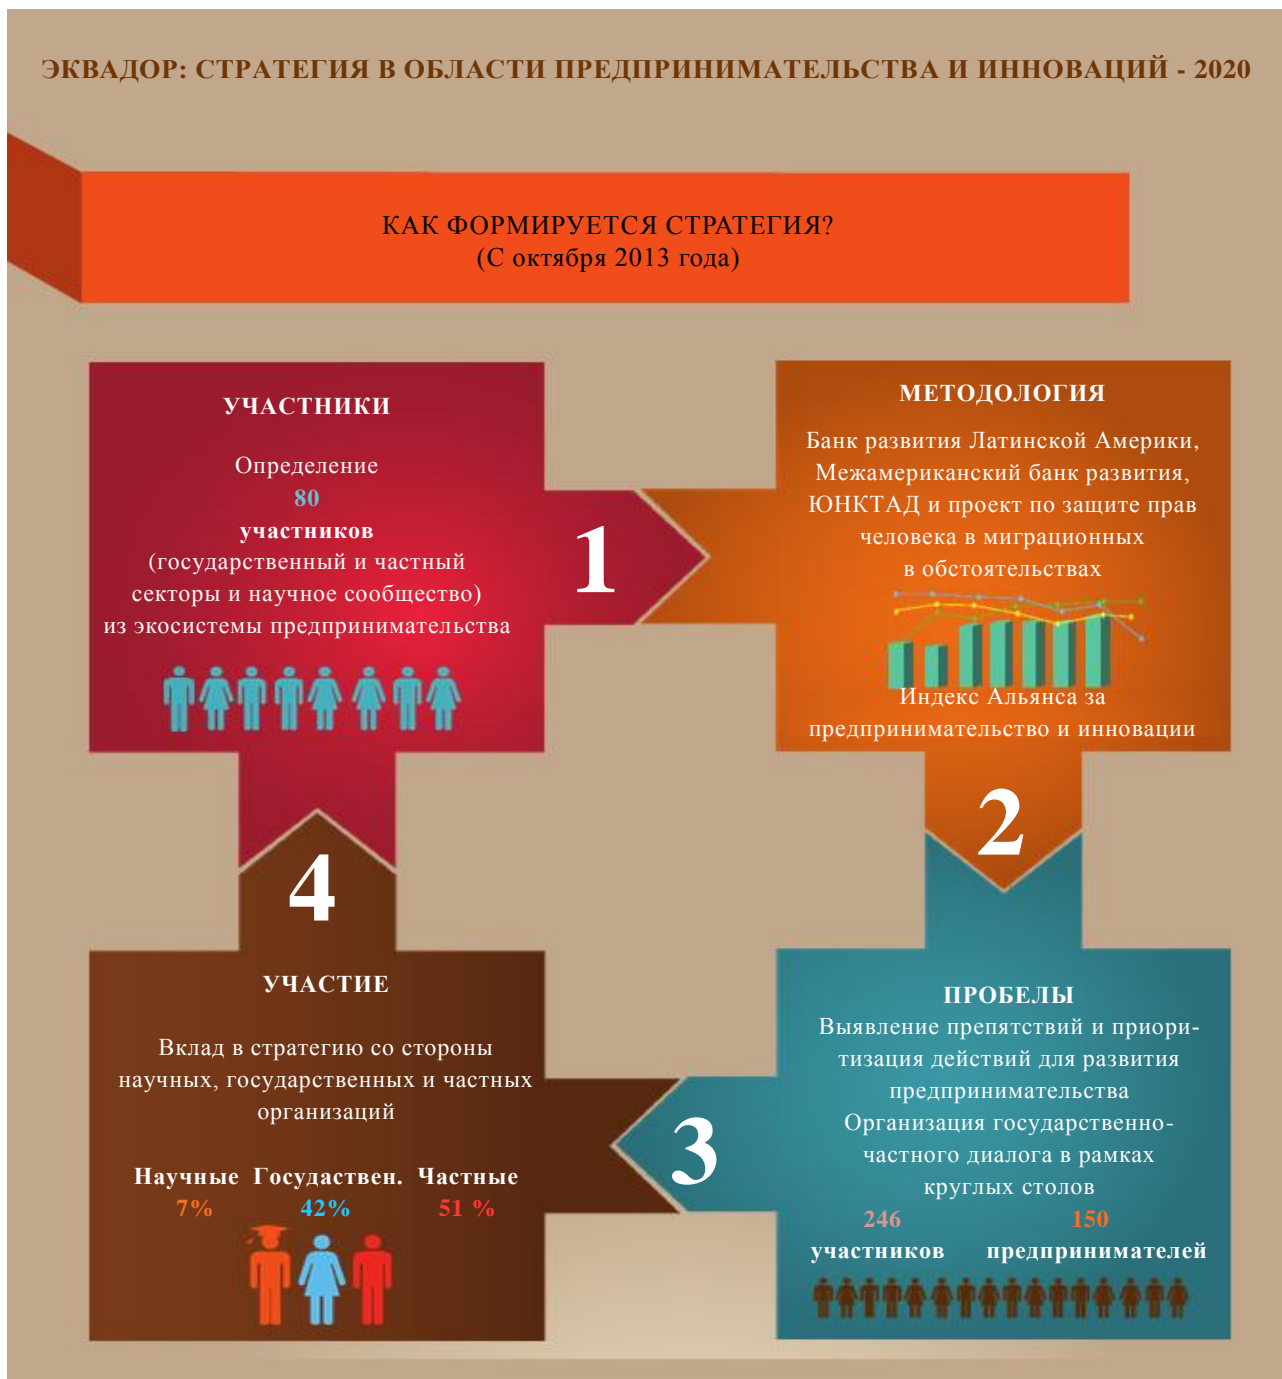 ЭКВАДОР: СТРАТЕГИЯ В ОБЛАСТИ ПРЕДПРИНИМАТЕЛЬСТВА И ИННОВАЦИЙ - 2020
КАК ФОРМИРУЕТСЯ СТРАТЕГИЯ?
(С октября 2013 года)
УЧАСТНИКИ
Определение
80
участников
(государственный и частный
секторы и научное сообщество)
из экосистемы предпринимательства
1
МЕТОДОЛОГИЯ
Банк развития Латинской Америки,
Межамериканский банк развития,
ЮНКТАД и проект по защите прав
человека в миграционных
в обстоятельствах
Индекс Альянса за
предпринимательство и инновации
2
ПРОБЕЛЫ
Выявление препятствий и приори-
тизация действий для развития
предпринимательства
Организация государственно-
частного диалога в рамках
круглых столов
246 150
участников предпринимателей
3
УЧАСТИЕ
Вклад в стратегию со стороны
научных, государственных и частных
организаций
Научные Госудаствен. Частные
7% 42% 51 %
4